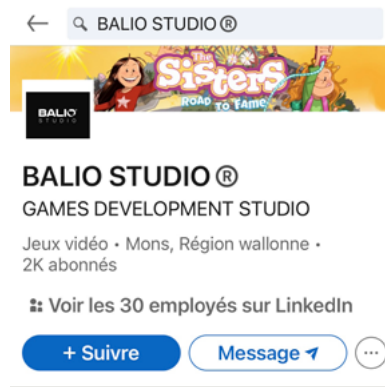 BALIO STUDIO®
The
SisterS
ROAD TO FAME
BALIO
STUDIO
BALIO STUDIO®
GAMES DEVELOPMENT STUDIO
Jeux vidéo • Mons, Région wallonne •
2K abonnés
Voir les 30 employés sur LinkedIn
+ Suivre
Message